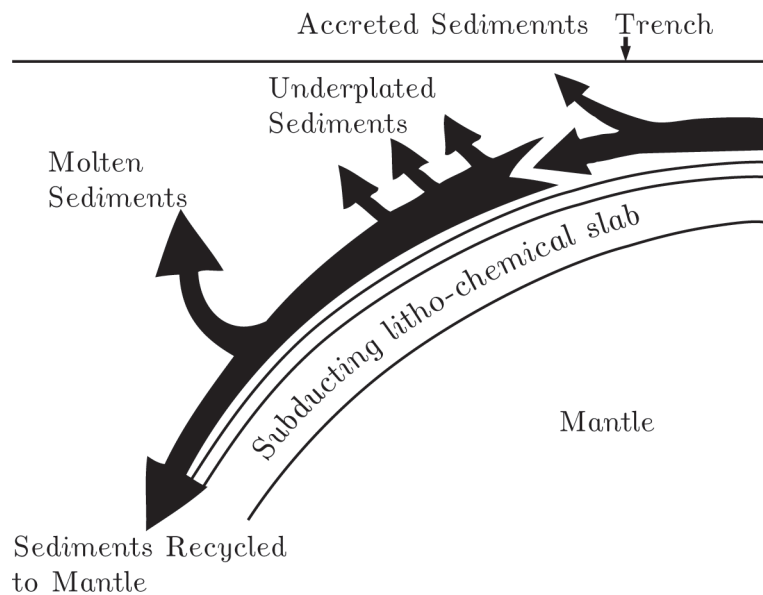 Accreted Sedimennts Trench
Underplated
Sediments
Molten
Sediments
Subducting litho-chemical slab
Mantle
Sediments Recycled
to Mantle